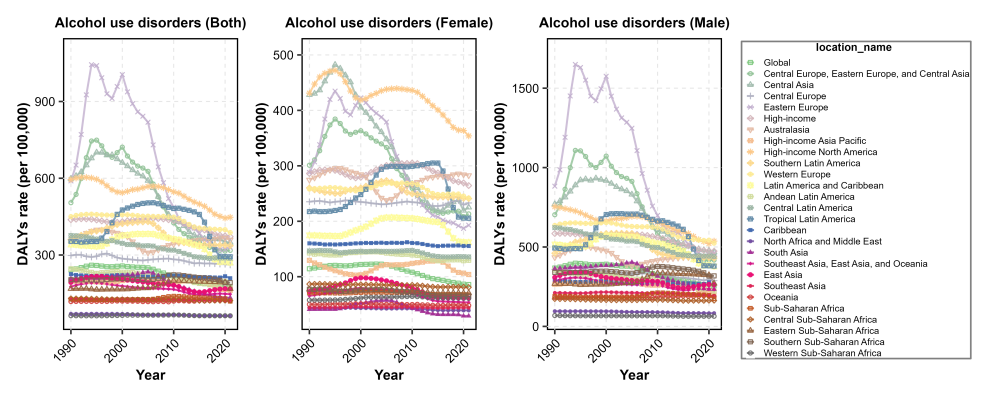 Alcohol use disorders (Both)
Alcohol use disorders (Female)
Alcohol use disorders (Male)
DALYs rate (per 100,000)
900
600
300
1990
2000
2010
2020
Year
DALYs rate (per 100,000)
500
400
300
200
100
1990
2000
2010
2020
Year
DALYs rate (per 100,000)
1500
1000
500
0
1990
2000
2010
2020
Year
location_name
Global
Central Europe, Eastern Europe, and Central Asia
Central Asia
Central Europe
Eastern Europe
High-income
Australasia
High-income Asia Pacific
High-income North America
Southern Latin America
Western Europe
Latin America and Caribbean
Andean Latin America
Central Latin America
Tropical Latin America
Caribbean
North Africa and Middle East
South Asia
Southeast Asia, East Asia, and Oceania
East Asia
Southeast Asia
Oceania
Sub-Saharan Africa
Central Sub-Saharan Africa
Eastern Sub-Saharan Africa
Southern Sub-Saharan Africa
Western Sub-Saharan Africa